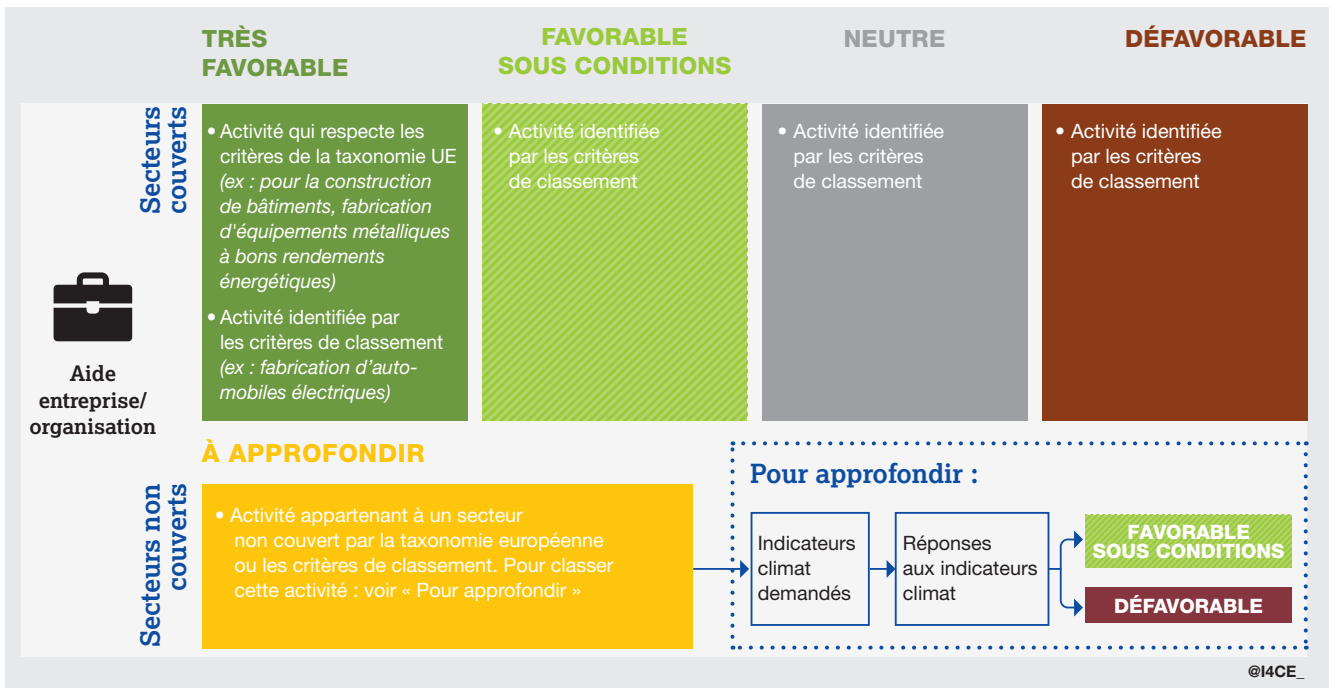 TRÈS
FAVORABLE
FAVORABLE
SOUS CONDITIONS
NEUTRE
DÉFAVORABLE
Secteurs
couverts
• Activité qui respecte les
critères de la taxonomie UE
(ex : pour la construction
de bâtiments, fabrication
d'équipements métalliques
à bons rendements
énergétiques)
• Activité identifiée par
les critères de classement
(ex : fabrication d'auto-
mobiles électriques)
• Activité identifiée
par les critères
de classement
• Activité identifiée
par les critères
de classement
• Activité identifiée
par les critères
de classement
Aide
entreprise/
organisation
À APPROFONDIR
Secteurs non
couverts
• Activité appartenant à un secteur
non couvert par la taxonomie européenne
ou les critères de classement. Pour classer
cette activité : voir « Pour approfondir »
Pour approfondir :
Indicateurs
climat
demandés
Réponses
aux indicateurs
climat
FAVORABLE
SOUS CONDITIONS
DÉFAVORABLE
@I4CE_